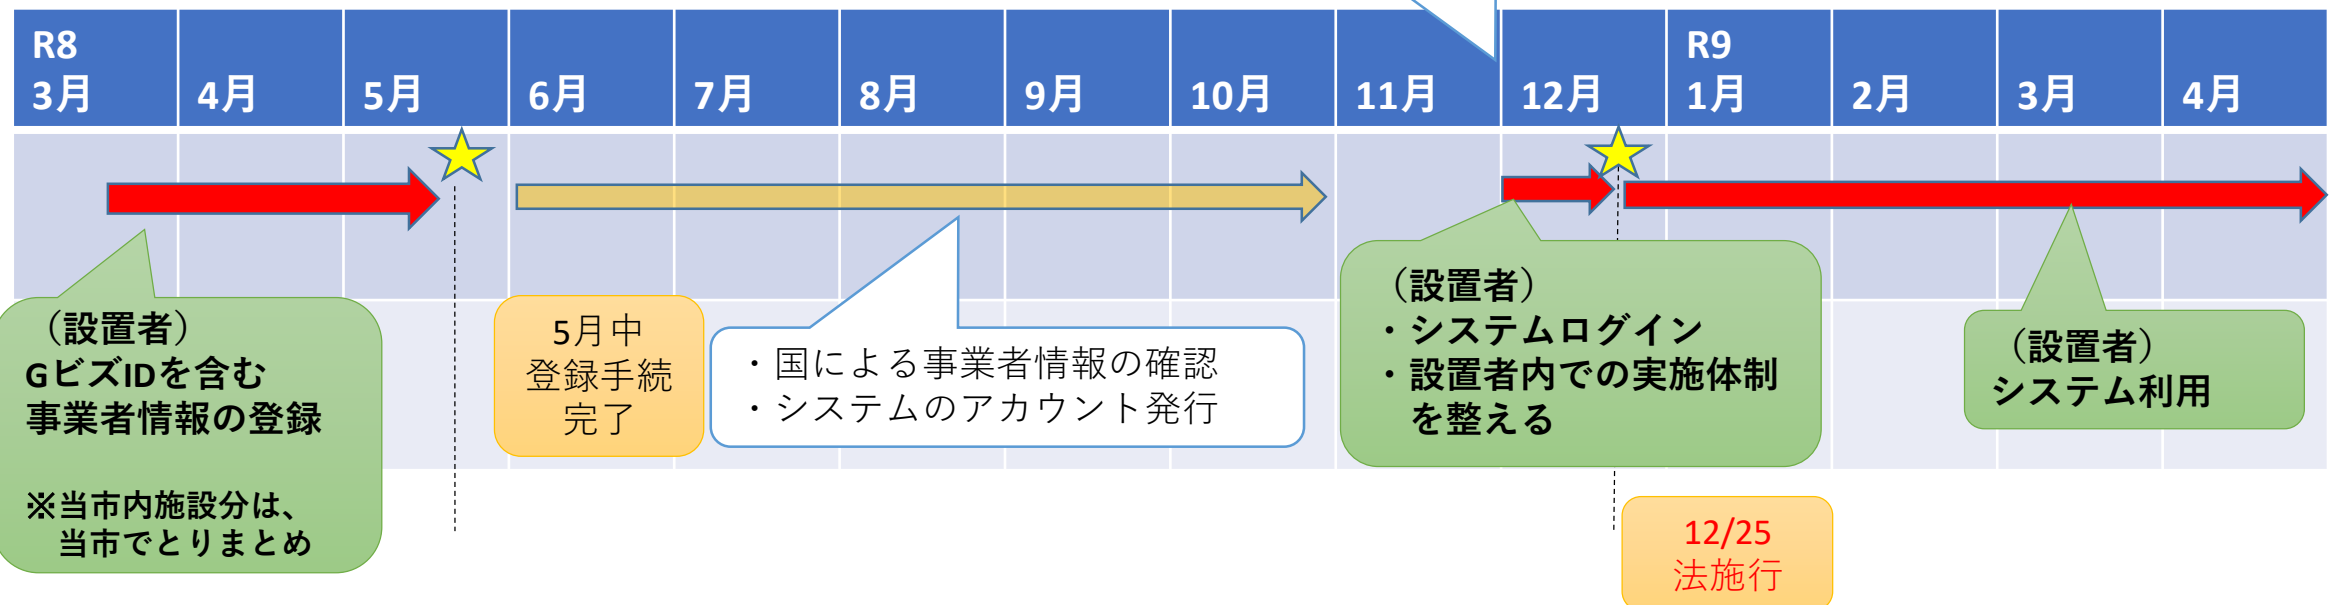 R8
3月
4月
5月
6月
7月
8月
9月
10月
11月
12月
R9
1月
2月
3月
4月
（設置者）
GビズIDを含む
事業者情報の登録
※当市内施設分は、
当市でとりまとめ
5月中
登録手続
完了
・国による事業者情報の確認
・システムのアカウント発行
（設置者）
・システムログイン
・設置者内での実施体制
を整える
（設置者）
システム利用
12/25
法施行